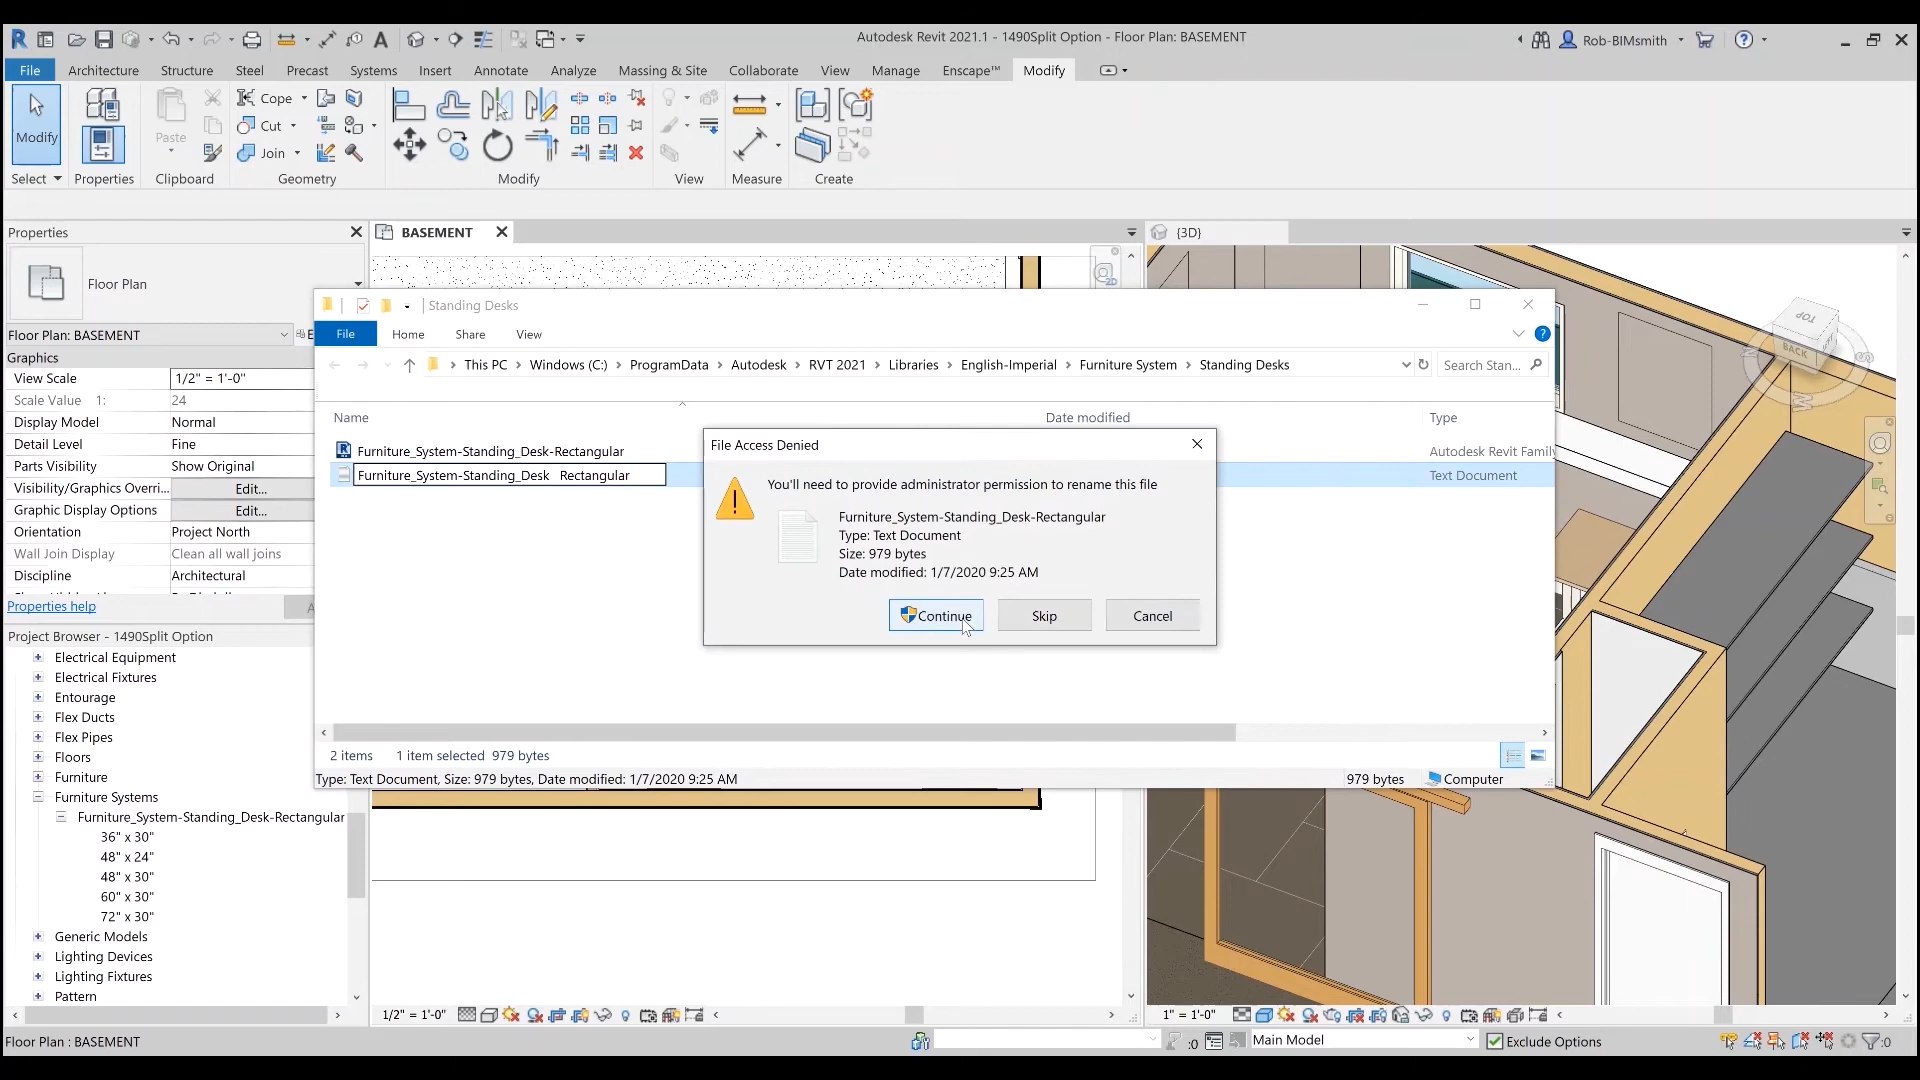 Autodesk Revit 2021.1 - 1490Split Option - Floor Plan: BASEMENT
Rob-BIMsmith
File Architecture Structure Steel Precast Systems Insert Annotate Analyze Massing & Site Collaborate View Manage Enscape™ Modify
Modify Paste Cope
Cut
Join
Select Properties Clipboard Geometry Modify View Measure Create
Properties
BASEMENT
{3D}
Floor Plan
Floor Plan: BASEMENT
Graphics
View Scale 1/2" = 1'-0"
Scale Value 1: 24
Display Model Normal
Detail Level Fine
Parts Visibility Show Original
Visibility/Graphics Overri... Edit...
Graphic Display Options Edit...
Orientation Project North
Wall Join Display Clean all wall joins
Discipline Architectural
Properties help
Project Browser - 1490Split Option
Electrical Equipment
Electrical Fixtures
Entourage
Flex Ducts
Flex Pipes
Floors
Furniture
Furniture Systems
Furniture_System-Standing_Desk-Rectangular
36" x 30"
48" x 24"
48" x 30"
60" x 30"
72" x 30"
Generic Models
Lighting Devices
Lighting Fixtures
Pattern
Standing Desks
File Home Share View
This PC Windows (C:) ProgramData Autodesk RVT 2021 Libraries English-Imperial Furniture System Standing Desks
Search Stan...
Name Date modified Type
Furniture_System-Standing_Desk-Rectangular Autodesk Revit Family
Furniture_System-Standing_Desk Rectangular Text Document
File Access Denied
You'll need to provide administrator permission to rename this file
Furniture_System-Standing_Desk-Rectangular
Type: Text Document
Size: 979 bytes
Date modified: 1/7/2020 9:25 AM
Continue Skip Cancel
2 items 1 item selected 979 bytes
Type: Text Document, Size: 979 bytes, Date modified: 1/7/2020 9:25 AM 979 bytes Computer
TOP
BACK
1/2" = 1'-0"
1" = 1'-0"
Floor Plan : BASEMENT
:0
Main Model
Exclude Options
:0